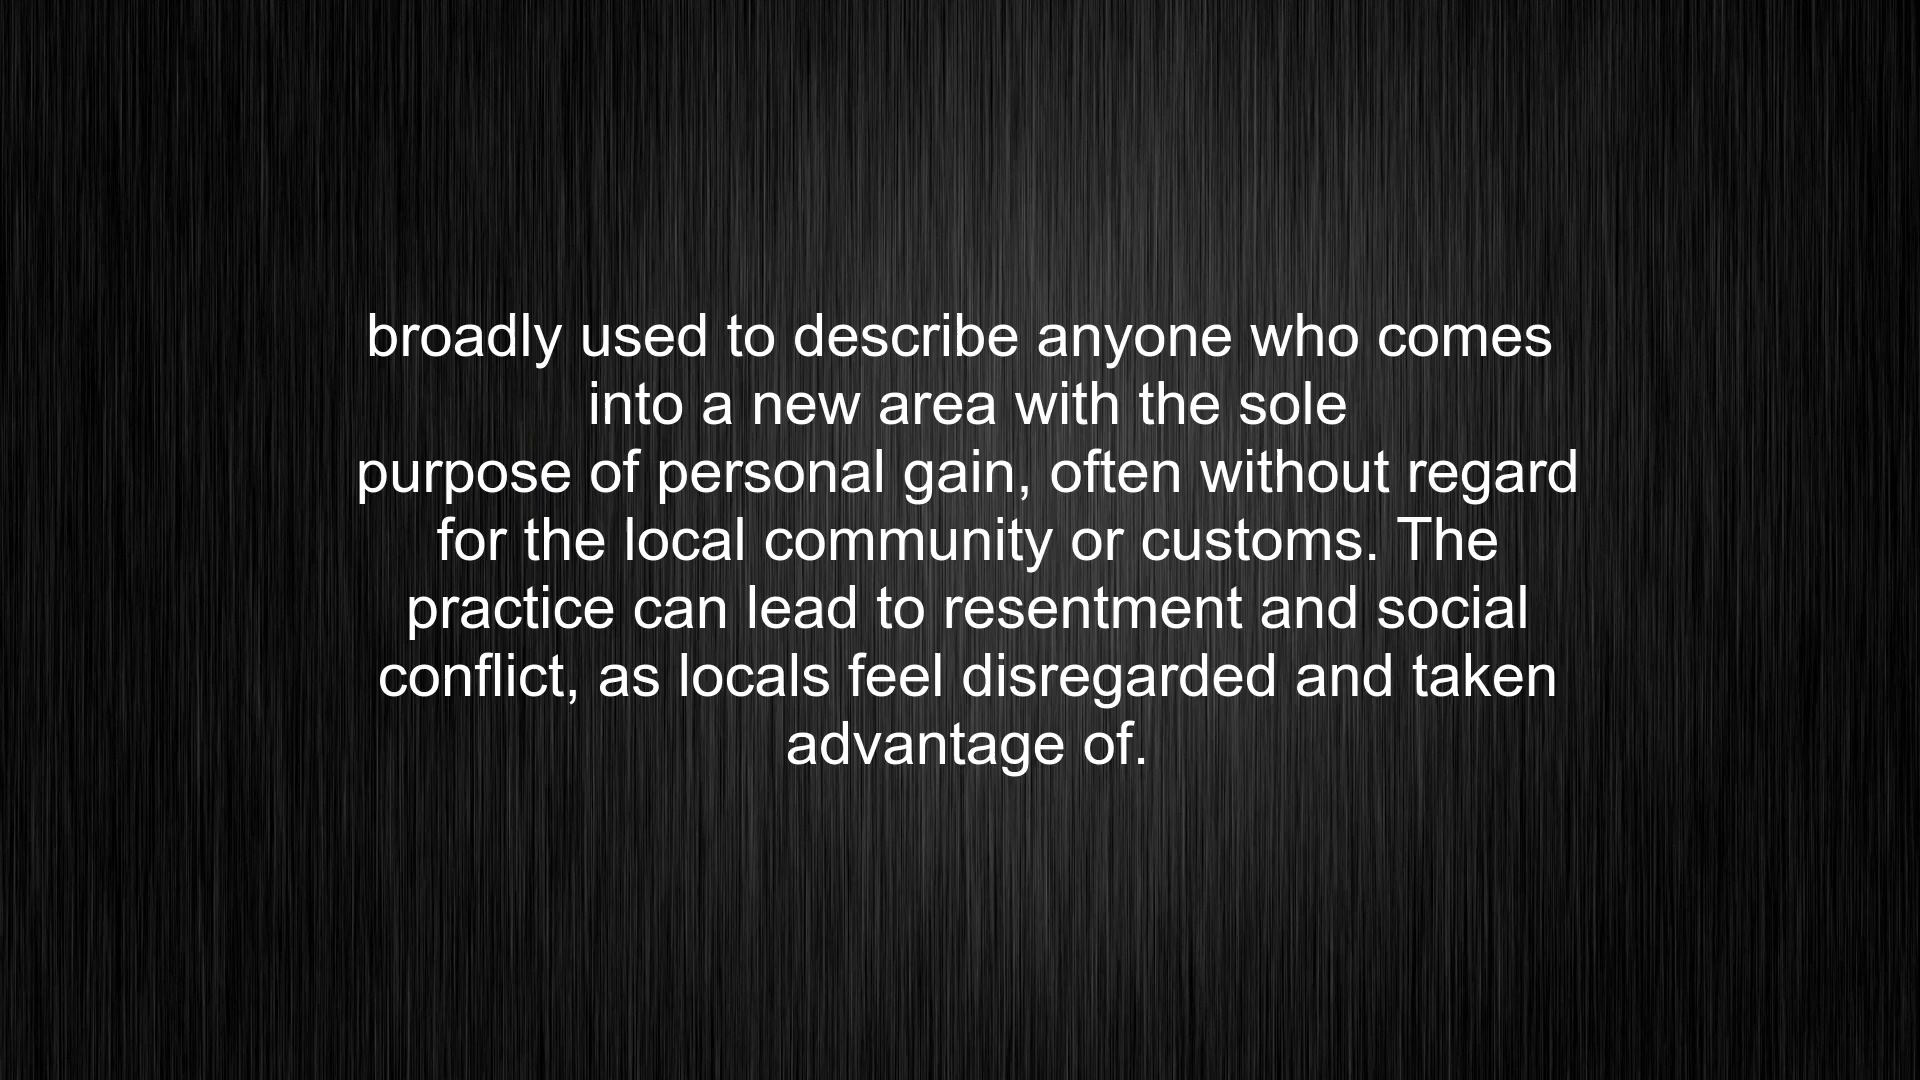 broadly used to describe anyone who comes
into a new area with the sole
purpose of personal gain, often without regard
for the local community or customs. The
practice can lead to resentment and social
conflict, as locals feel disregarded and taken
advantage of.